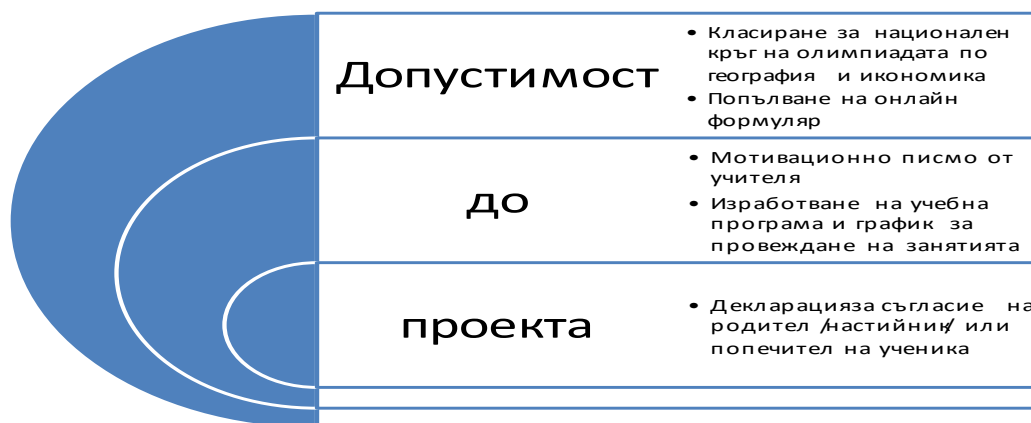 Допустимост
• Класиране за национален
кръг на олимпиадата по
география и икономика
• Попълване на онлайн
формуляр
до
• Мотивационно писмо от
учителя
• Изработване на учебна
програма и график за
провеждане на занятията
проекта
• Декларацияза съгласие на
родител /настийник/ или
попечител на ученика